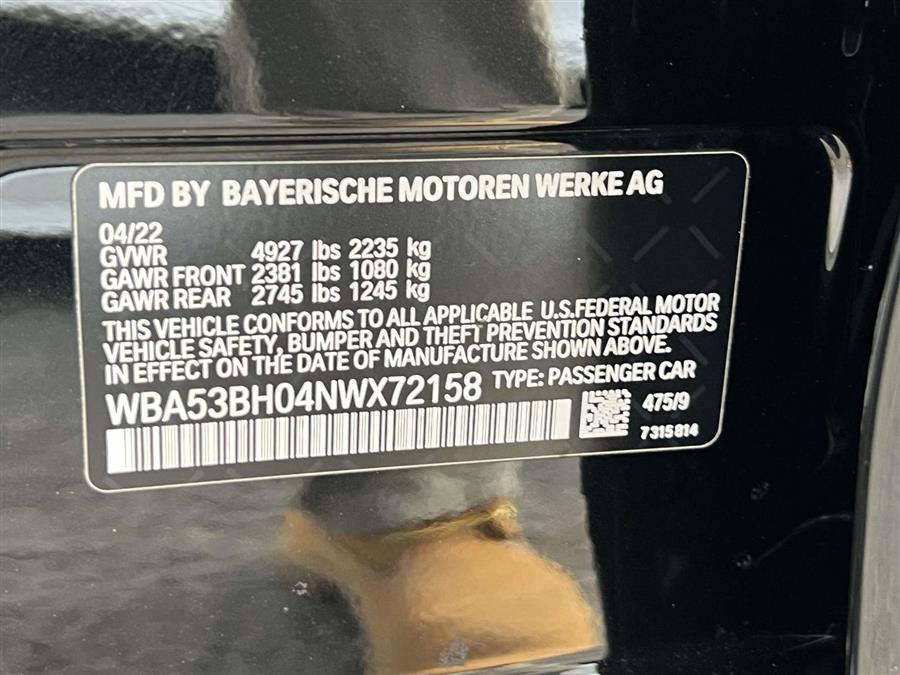 MFD BY BAYERISCHE MOTOREN WERKE AG
04/22
GVWR 4927 lbs 2235 kg
GAWR FRONT 2381 lbs 1080 kg
GAWR REAR 2745 lbs 1245 kg
THIS VEHICLE CONFORMS TO ALL APPLICABLE U.S.FEDERAL MOTOR
VEHICLE SAFETY, BUMPER AND THEFT PREVENTION STANDARDS
IN EFFECT ON THE DATE OF MANUFACTURE SHOWN ABOVE.
WBA53BH04NWX72158 TYPE: PASSENGER CAR
475/9
7315814